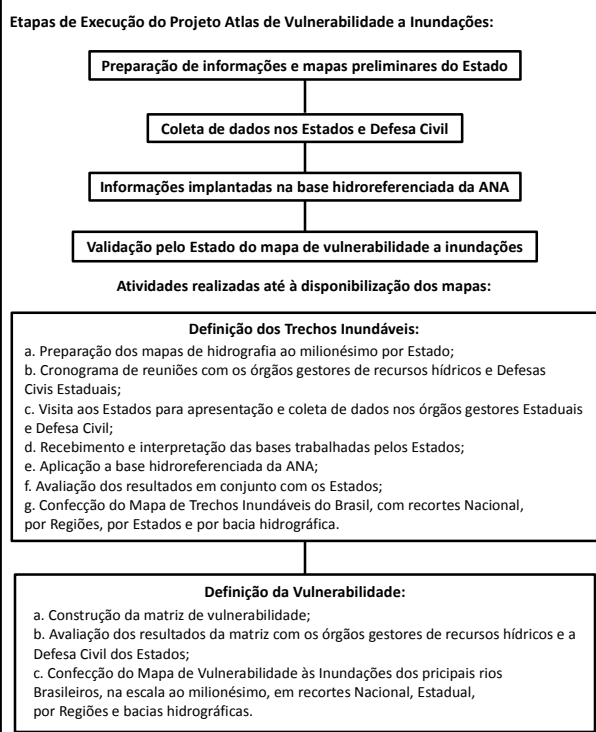 Etapas de Execução do Projeto Atlas de Vulnerabilidade a Inundações:
Preparação de informações e mapas preliminares do Estado
Coleta de dados nos Estados e Defesa Civil
Informações implantadas na base hidroreferenciada da ANA
Validação pelo Estado do mapa de vulnerabilidade a inundações
Atividades realizadas até à disponibilização dos mapas:
Definição dos Trechos Inundáveis:
a. Preparação dos mapas de hidrografia ao milionésimo por Estado;
b. Cronograma de reuniões com os órgãos gestores de recursos hídricos e Defesas
Civis Estaduais;
c. Visita aos Estados para apresentação e coleta de dados nos órgãos gestores Estaduais
e Defesa Civil;
d. Recebimento e interpretação das bases trabalhadas pelos Estados;
e. Aplicação a base hidroreferenciada da ANA;
f. Avaliação dos resultados em conjunto com os Estados;
g. Confecção do Mapa de Trechos Inundáveis do Brasil, com recortes Nacional,
por Regiões, por Estados e por bacia hidrográfica.
Definição da Vulnerabilidade:
a. Construção da matriz de vulnerabilidade;
b. Avaliação dos resultados da matriz com os órgãos gestores de recursos hídricos e a
Defesa Civil dos Estados;
c. Confecção do Mapa de Vulnerabilidade às Inundações dos pricipais rios
Brasileiros, na escala ao milionésimo, em recortes Nacional, Estadual,
por Regiões e bacias hidrográficas.